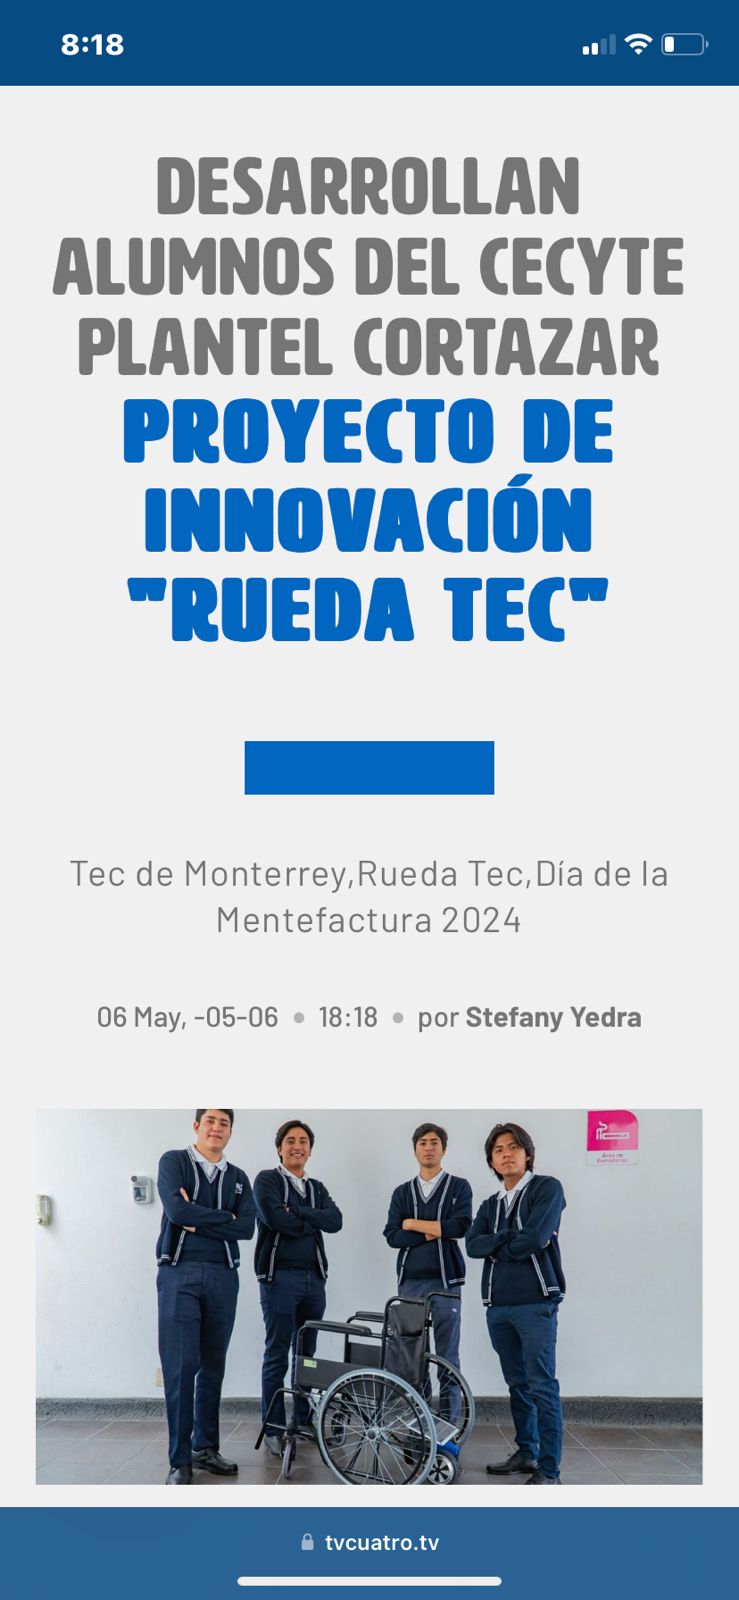 8:18
DESARROLLAN
ALUMNOS DEL CECYTE
PLANTEL CORTAZAR
PROYECTO DE
INNOVACIÓN
"RUEDA TEC"
Tec de Monterrey,Rueda Tec,Día de la
Mentefactura 2024
06 May, -05-06 • 18:18 • por Stefany Yedra
Área de
tvcuatro.tv